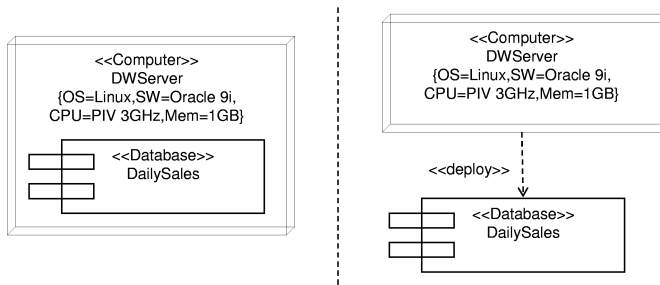 <<Computer>>
DWServer
{OS=Linux,SW=Oracle 9i,
CPU=PIV 3GHz,Mem=1GB}
<<Database>>
DailySales
<<Computer>>
DWServer
{OS=Linux,SW=Oracle 9i,
CPU=PIV 3GHz,Mem=1GB}
<<deploy>>
<<Database>>
DailySales